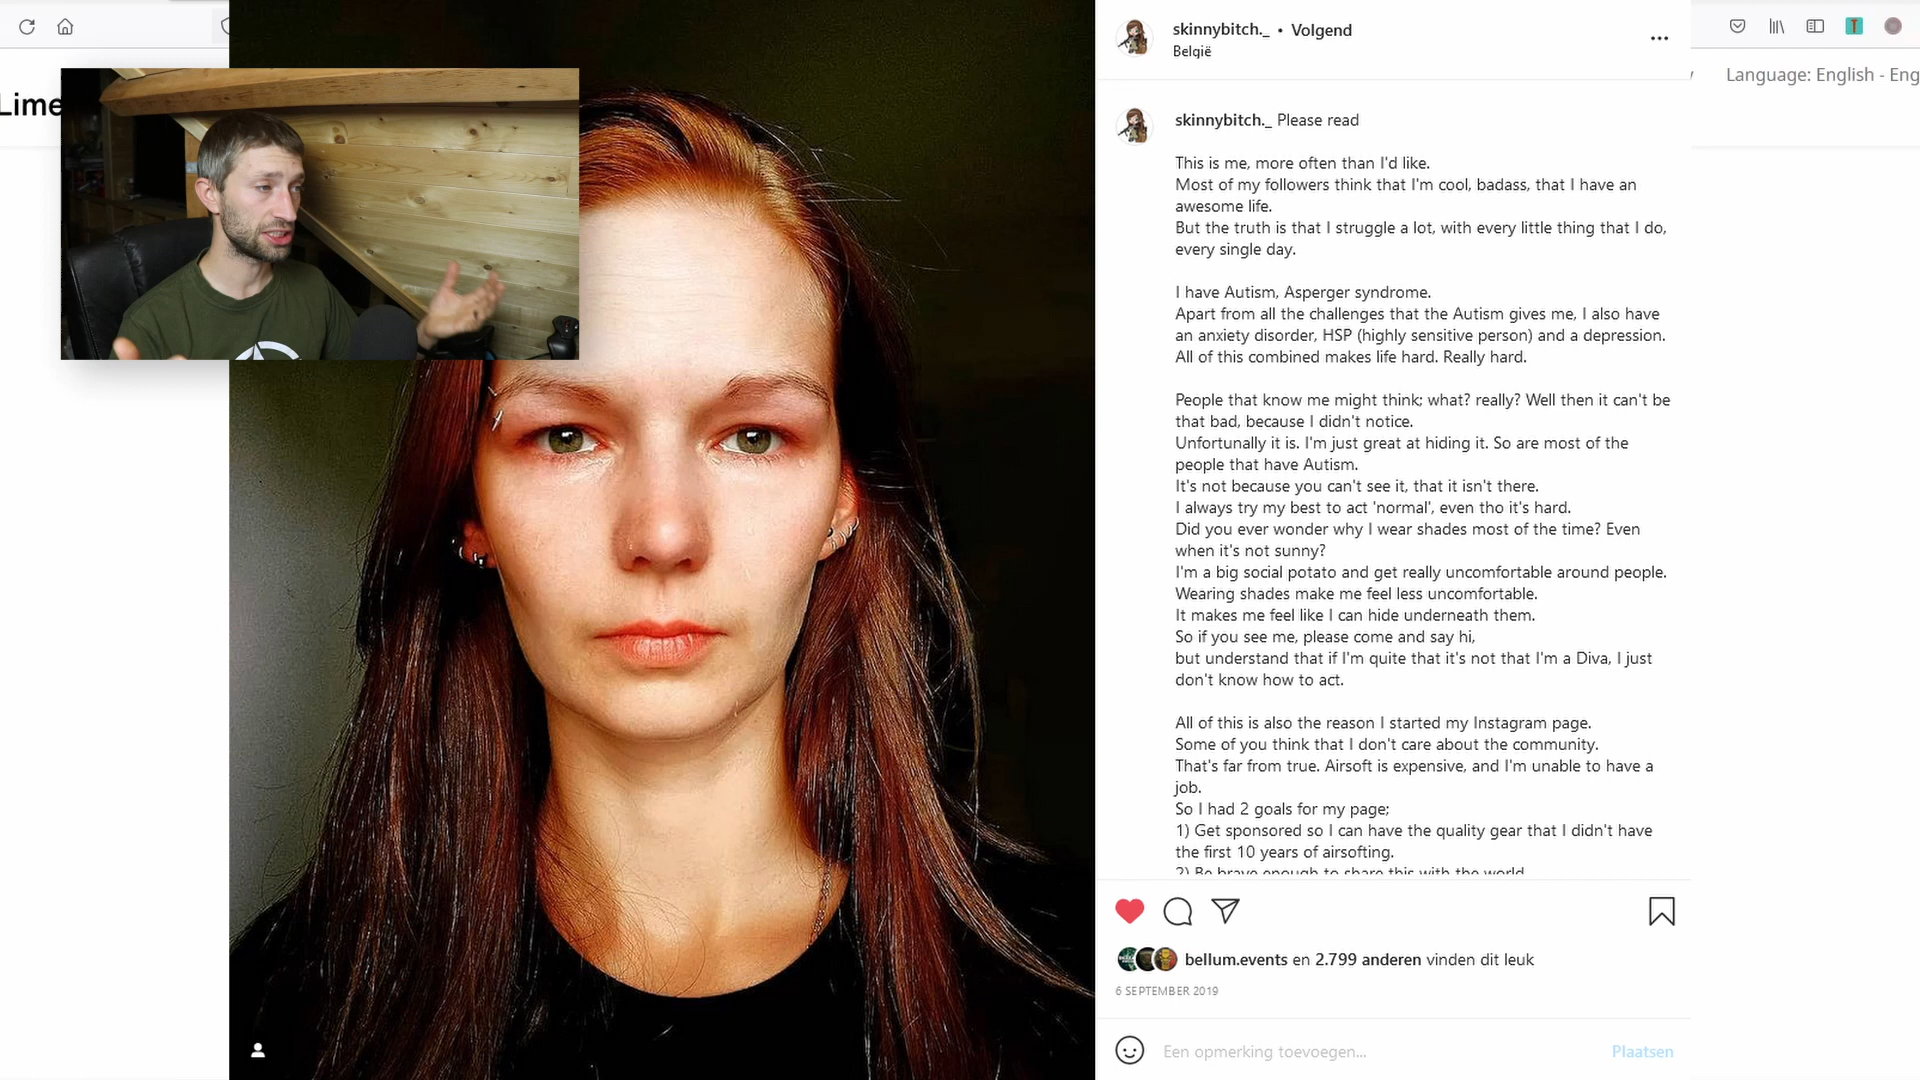 Lime
skinnybitch._ • Volgend
België
Language: English - Eng
skinnybitch._ Please read
This is me, more often than I'd like.
Most of my followers think that I'm cool, badass, that I have an
awesome life.
But the truth is that I struggle a lot, with every little thing that I do,
every single day.
I have Autism, Asperger syndrome.
Apart from all the challenges that the Autism gives me, I also have
an anxiety disorder, HSP (highly sensitive person) and a depression.
All of this combined makes life hard. Really hard.
People that know me might think; what? really? Well then it can't be
that bad, because I didn't notice.
Unfortunally it is. I'm just great at hiding it. So are most of the
people that have Autism.
It's not because you can't see it, that it isn't there.
I always try my best to act 'normal', even tho it's hard.
Did you ever wonder why I wear shades most of the time? Even
when it's not sunny?
I'm a big social potato and get really uncomfortable around people.
Wearing shades make me feel less uncomfortable.
It makes me feel like I can hide underneath them.
So if you see me, please come and say hi,
but understand that if I'm quite that it's not that I'm a Diva, I just
don't know how to act.
All of this is also the reason I started my Instagram page.
Some of you think that I don't care about the community.
That's far from true. Airsoft is expensive, and I'm unable to have a
job.
So I had 2 goals for my page;
1) Get sponsored so I can have the quality gear that I didn't have
the first 10 years of airsofting.
2) Be brave enough to share this with the world
bellum.events en 2.799 anderen vinden dit leuk
6 SEPTEMBER 2019
Een opmerking toevoegen...
Plaatsen